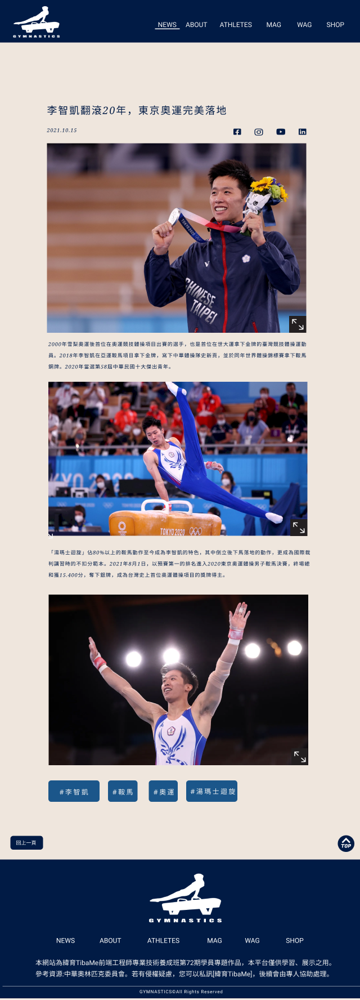 GYMNASTICS
NEWS ABOUT ATHLETES MAG WAG SHOP
李智凱翻滾20年，東京奧運完美落地
2021.10.15
TOKYO 2020
CHINESE
TAIPEI
2000年雪梨奧運後首位在奧運競技體操項目出賽的選手，也是首位在世大運拿下金牌的臺灣競技體操運動
員。2018年李智凱在亞運鞍馬項目拿下金牌，寫下中華體操隊史新頁，並於同年世界體操錦標賽拿下鞍馬
銅牌。2020年當選第58屆中華民國十大傑出青年。
TOKYO 2020
「湯瑪士迴旋」佔80%以上的鞍馬動作至今成為李智凱的特色，其中倒立後下馬落地的動作，更成為國際裁
判講習時的不扣分範本。2021年8月1日，以預賽第一的排名進入2020東京奧運體操男子鞍馬決賽，終場總
和獲15.400分，奪下銀牌，成為台灣史上首位奧運體操項目的獎牌得主。
#李智凱 #鞍馬 #奧運 #湯瑪士迴旋
回上一頁
TOP
GYMNASTICS
NEWS ABOUT ATHLETES MAG WAG SHOP
本網站為緯育TibaMe前端工程師專業技術養成班第72期學員專題作品，本平台僅供學習、展示之用。
參考資源:中華奧林匹克委員會。若有侵權疑慮，您可以私訊[緯育TibaMe]，後續會由專人協助處理。
GYMNASTICS©All Rights Reserved